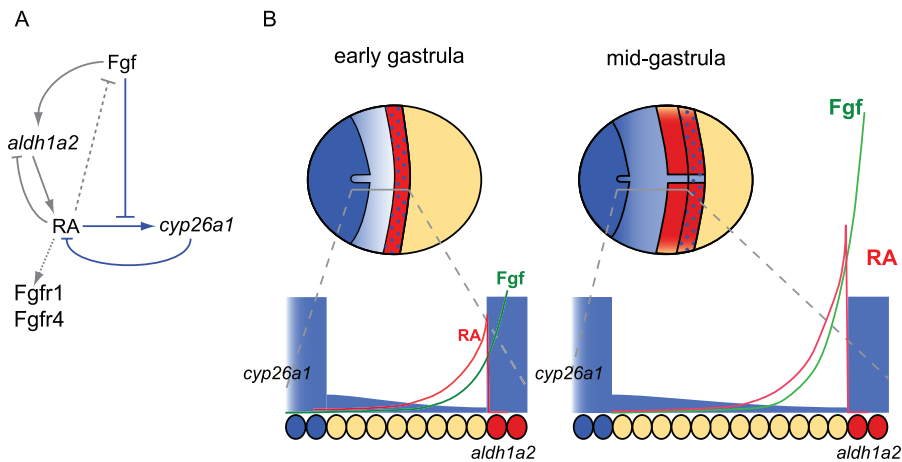 A
Fgf
aldh1a2
RA
cyp26a1
Fgfr1
Fgfr4
B
early gastrula
mid-gastrula
Fgf
RA
cyp26a1
aldh1a2
Fgf
RA
cyp26a1
aldh1a2